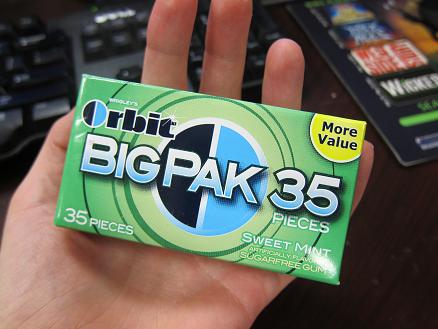 WRIGLEY'S
Orbit
More
Value
BIG PAK 35
PIECES
35 PIECES
SWEET MINT
ARTIFICIALLY FLAVORED
SUGARFREE GUM